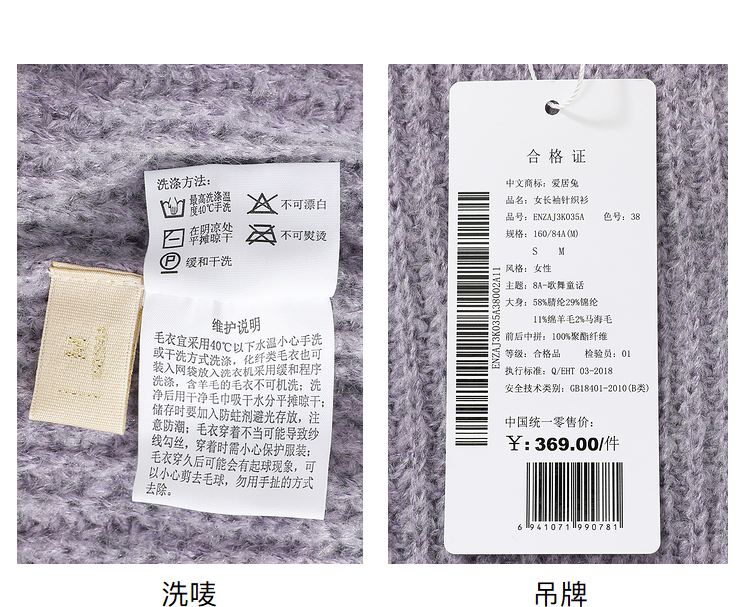 洗涤方法:
最高洗涤温
度40℃手洗
不可漂白
在阴凉处
平摊晾干
不可熨烫
P
缓和干洗
维护说明
毛衣宜采用40℃以下水温小心手洗
或干洗方式洗涤，化纤类毛衣也可
装入网袋放入洗衣机采用缓和程序
洗涤，含羊毛的毛衣不可机洗；洗
净后用干净毛巾吸干水分平摊晾干；
储存时要加入防蛀剂避光存放，注
意防潮；毛衣穿着不当可能导致纱
线勾丝，穿着时需小心保护服装；
毛衣穿久后可能会有起球现象，可
以小心剪去毛球，勿用手扯的方式
去除。
M
洗唛
合格证
中文商标: 爱居兔
品名: 女长袖针织衫
品号: ENZAJ3K035A 色号: 38
规格: 160/84A(M)
S M
风格: 女性
主题: 8A-歌舞童话
大身: 58%腈纶29%锦纶
11%绵羊毛2%马海毛
前后中拼: 100%聚酯纤维
等级: 合格品 检验员: 01
执行标准: Q/EHT 03-2018
安全技术类别: GB18401-2010(B类)
ENZAJ3K035A38002A11
中国统一零售价:
¥: 369.00/件
6 941071 990781
吊牌